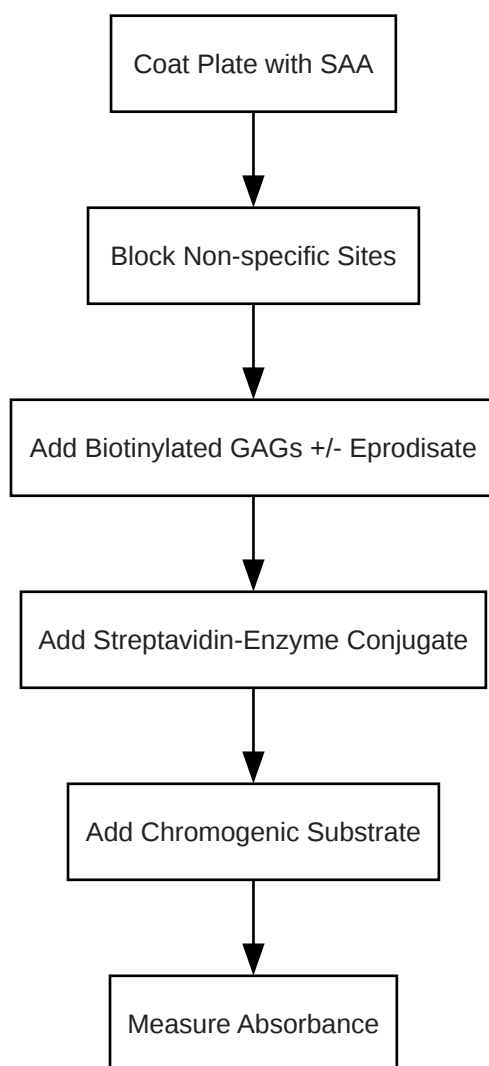 Coat Plate with SAA
Block Non-specific Sites
Add Biotinylated GAGs +/- Eprodisate
Add Streptavidin-Enzyme Conjugate
Add Chromogenic Substrate
Measure Absorbance